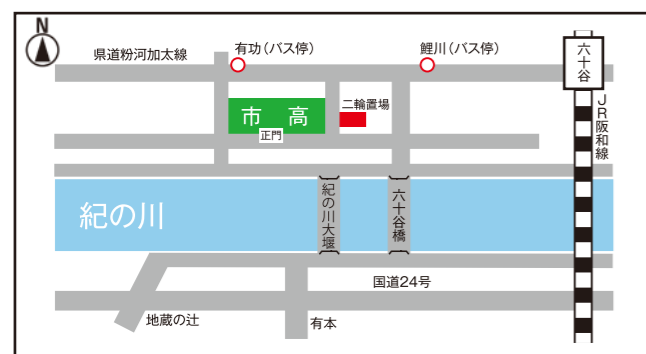 N
県道粉河加太線
有功(バス停)
鯉川(バス停)
六十谷
JR阪和線
市高
二輪置場
正門
紀の川
紀の川大堰
六十谷橋
国道24号
地蔵の辻
有本